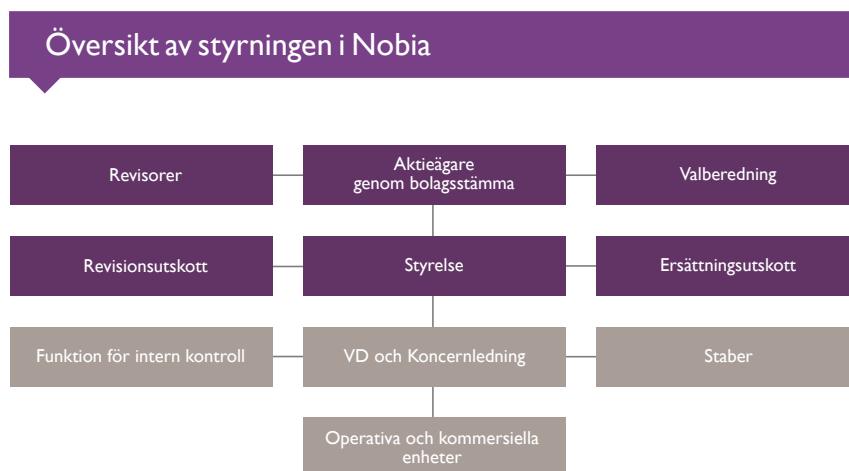 Översikt av styrningen i Nobia
Revisorer
Aktieägare
genom bolagsstämma
Valberedning
Revisionsutskott
Styrelse
Ersättningsutskott
Funktion för intern kontroll
VD och Koncernledning
Staber
Operativa och kommersiella
enheter